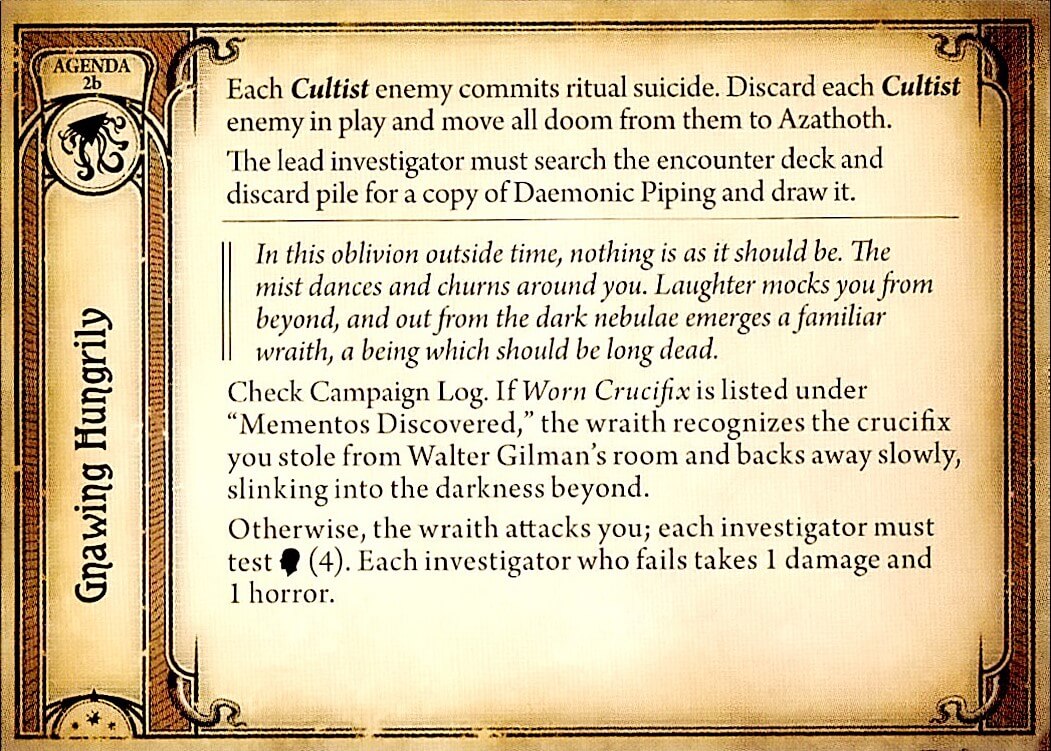 AGENDA
2b
Gnawing Hungrily
Each Cultist enemy commits ritual suicide. Discard each Cultist
enemy in play and move all doom from them to Azathoth.
The lead investigator must search the encounter deck and
discard pile for a copy of Daemonic Piping and draw it.
In this oblivion outside time, nothing is as it should be. The
mist dances and churns around you. Laughter mocks you from
beyond, and out from the dark nebulae emerges a familiar
wraith, a being which should be long dead.
Check Campaign Log. If Worn Crucifix is listed under
“Mementos Discovered,” the wraith recognizes the crucifix
you stole from Walter Gilman’s room and backs away slowly,
slinking into the darkness beyond.
Otherwise, the wraith attacks you; each investigator must
test (4). Each investigator who fails takes 1 damage and
1 horror.